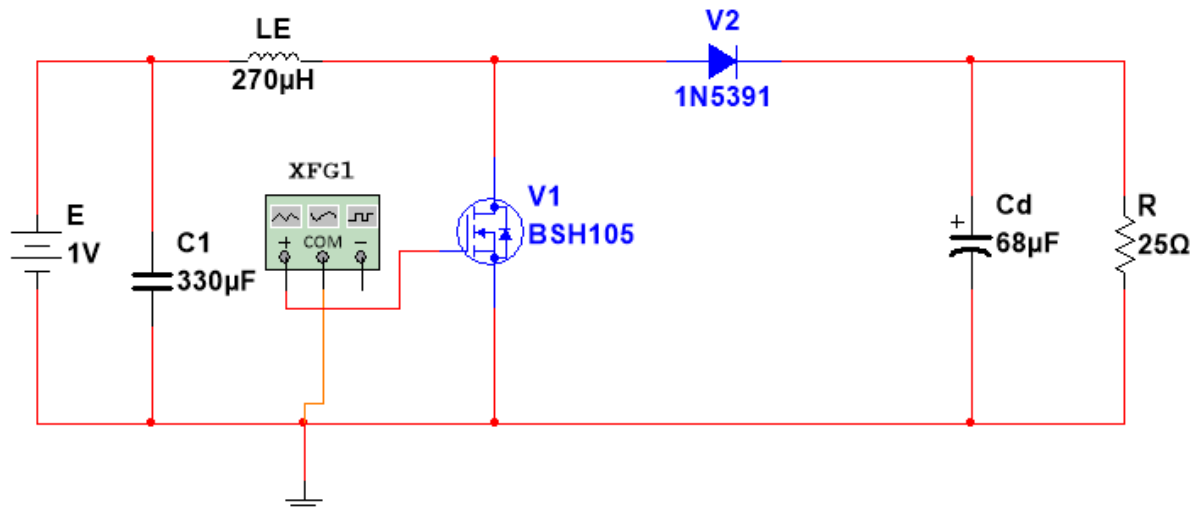 LE
270µH
V2
1N5391
XFG1
+ COM −
V1
BSH105
E
1V
C1
330µF
+
Cd
68µF
R
25Ω